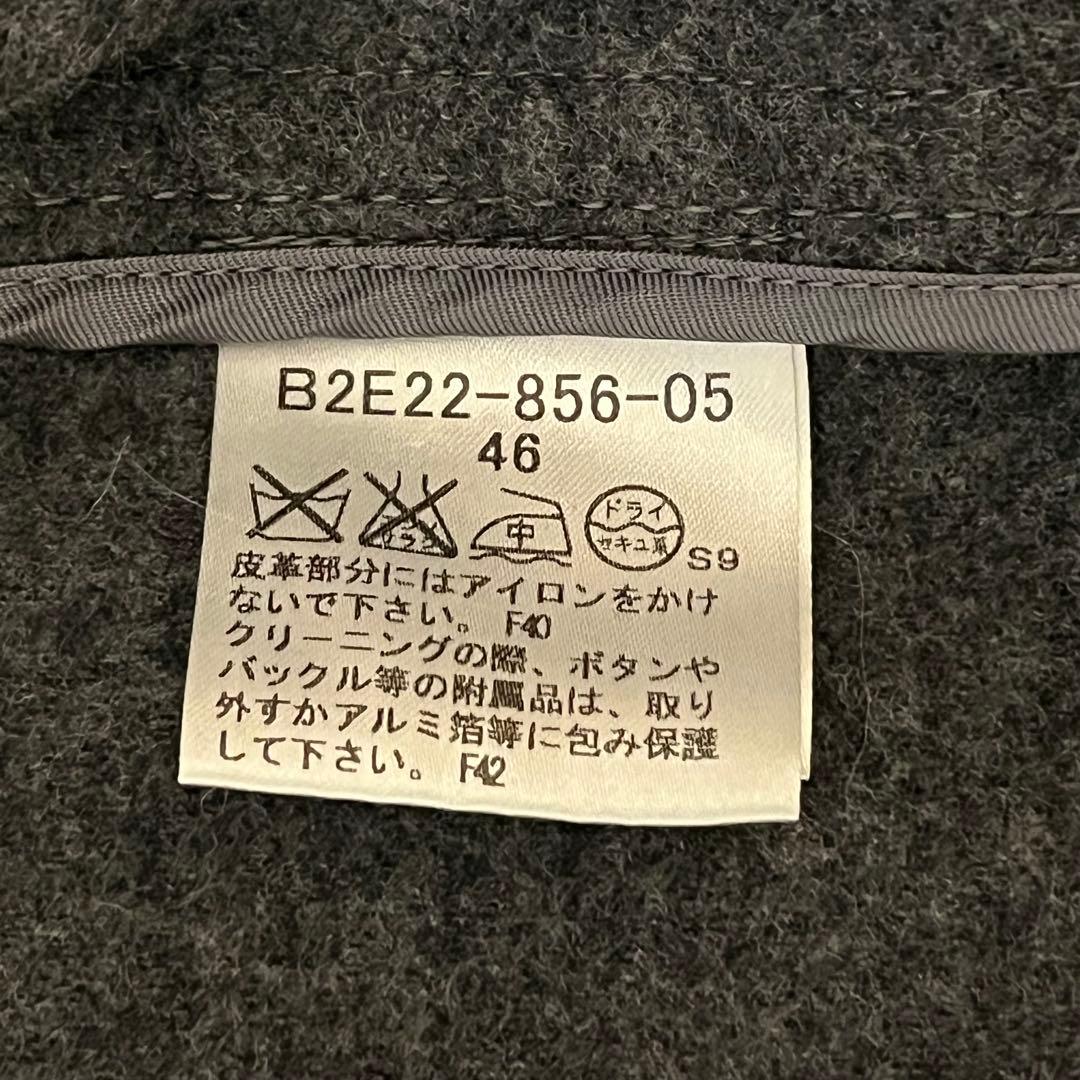 B2E22-856-05
46
中
ドライ
セキユ系
S9
皮革部分にはアイロンをかけ
ないで下さい。 F40
クリーニングの際、ボタンや
バックル等の附属品は、取り
外すかアルミ箔等に包み保護
して下さい。 F42